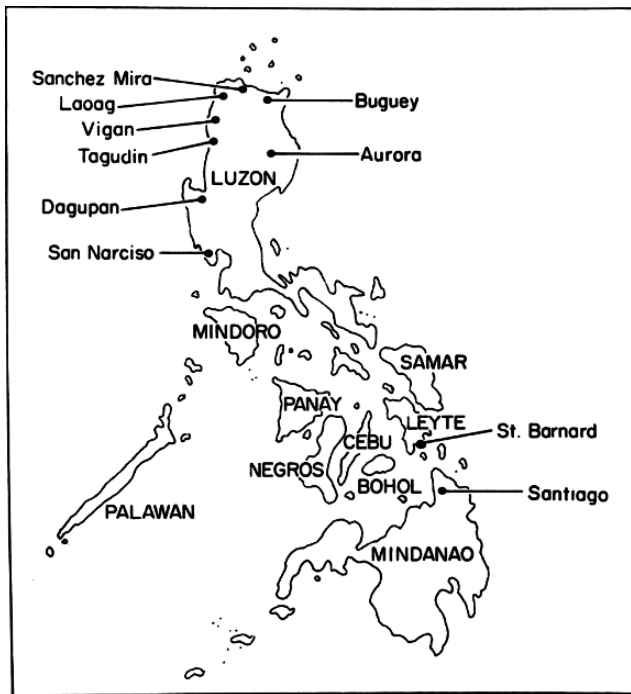 Sanchez Mira
Laoag
Buguey
Vigan
Tagudin
Aurora
LUZON
Dagupan
San Narciso
MINDORO
SAMAR
PANAY
LEYTE
St. Barnard
CEBU
NEGROS
BOHOL
Santiago
PALAWAN
MINDANAO